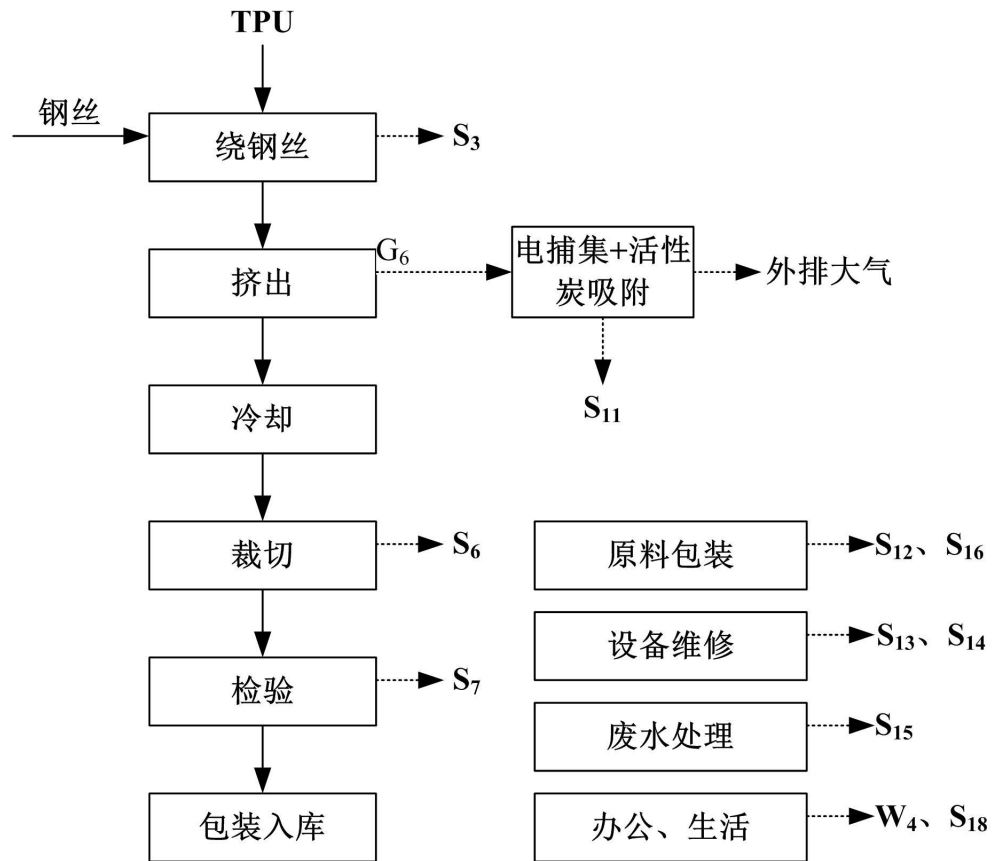 TPU
钢丝
绕钢丝
S₃
挤出
G₆
电捕集+活性
炭吸附
外排大气
S₁₁
冷却
裁切
S₆
原料包装
S₁₂、S₁₆
设备维修
S₁₃、S₁₄
检验
S₇
废水处理
S₁₅
包装入库
办公、生活
W₄、S₁₈